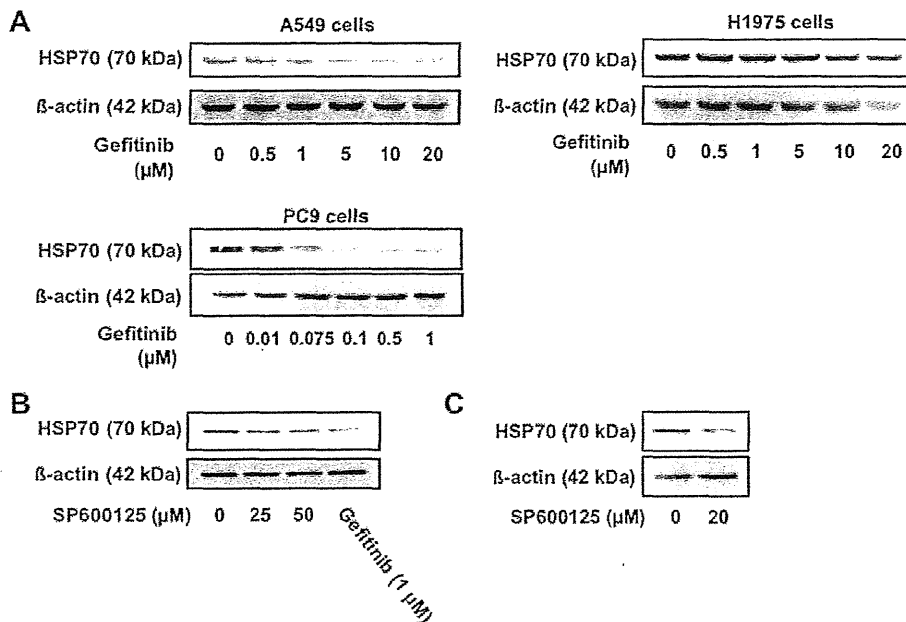 A
A549 cells
HSP70 (70 kDa)
ß-actin (42 kDa)
Gefitinib (µM)
0 0.5 1 5 10 20
H1975 cells
HSP70 (70 kDa)
ß-actin (42 kDa)
Gefitinib (µM)
0 0.5 1 5 10 20
PC9 cells
HSP70 (70 kDa)
ß-actin (42 kDa)
Gefitinib (µM)
0 0.01 0.075 0.1 0.5 1
B
HSP70 (70 kDa)
ß-actin (42 kDa)
SP600125 (µM) 0 25 50 Gefitinib (1 µM)
C
HSP70 (70 kDa)
ß-actin (42 kDa)
SP600125 (µM) 0 20